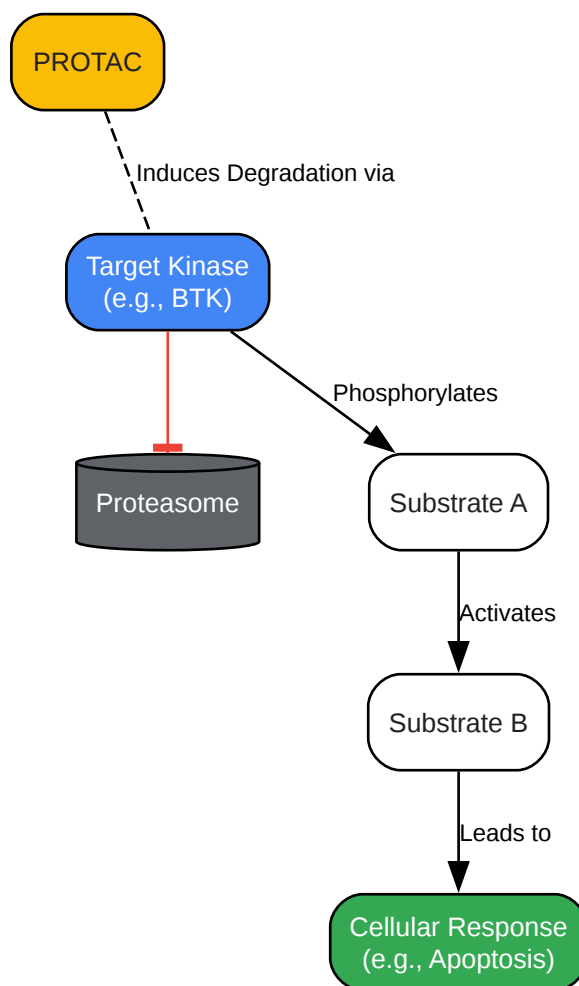 PROTAC
Induces Degradation via
Target Kinase
(e.g., BTK)
Phosphorylates
Proteasome
Substrate A
Activates
Substrate B
Leads to
Cellular Response
(e.g., Apoptosis)